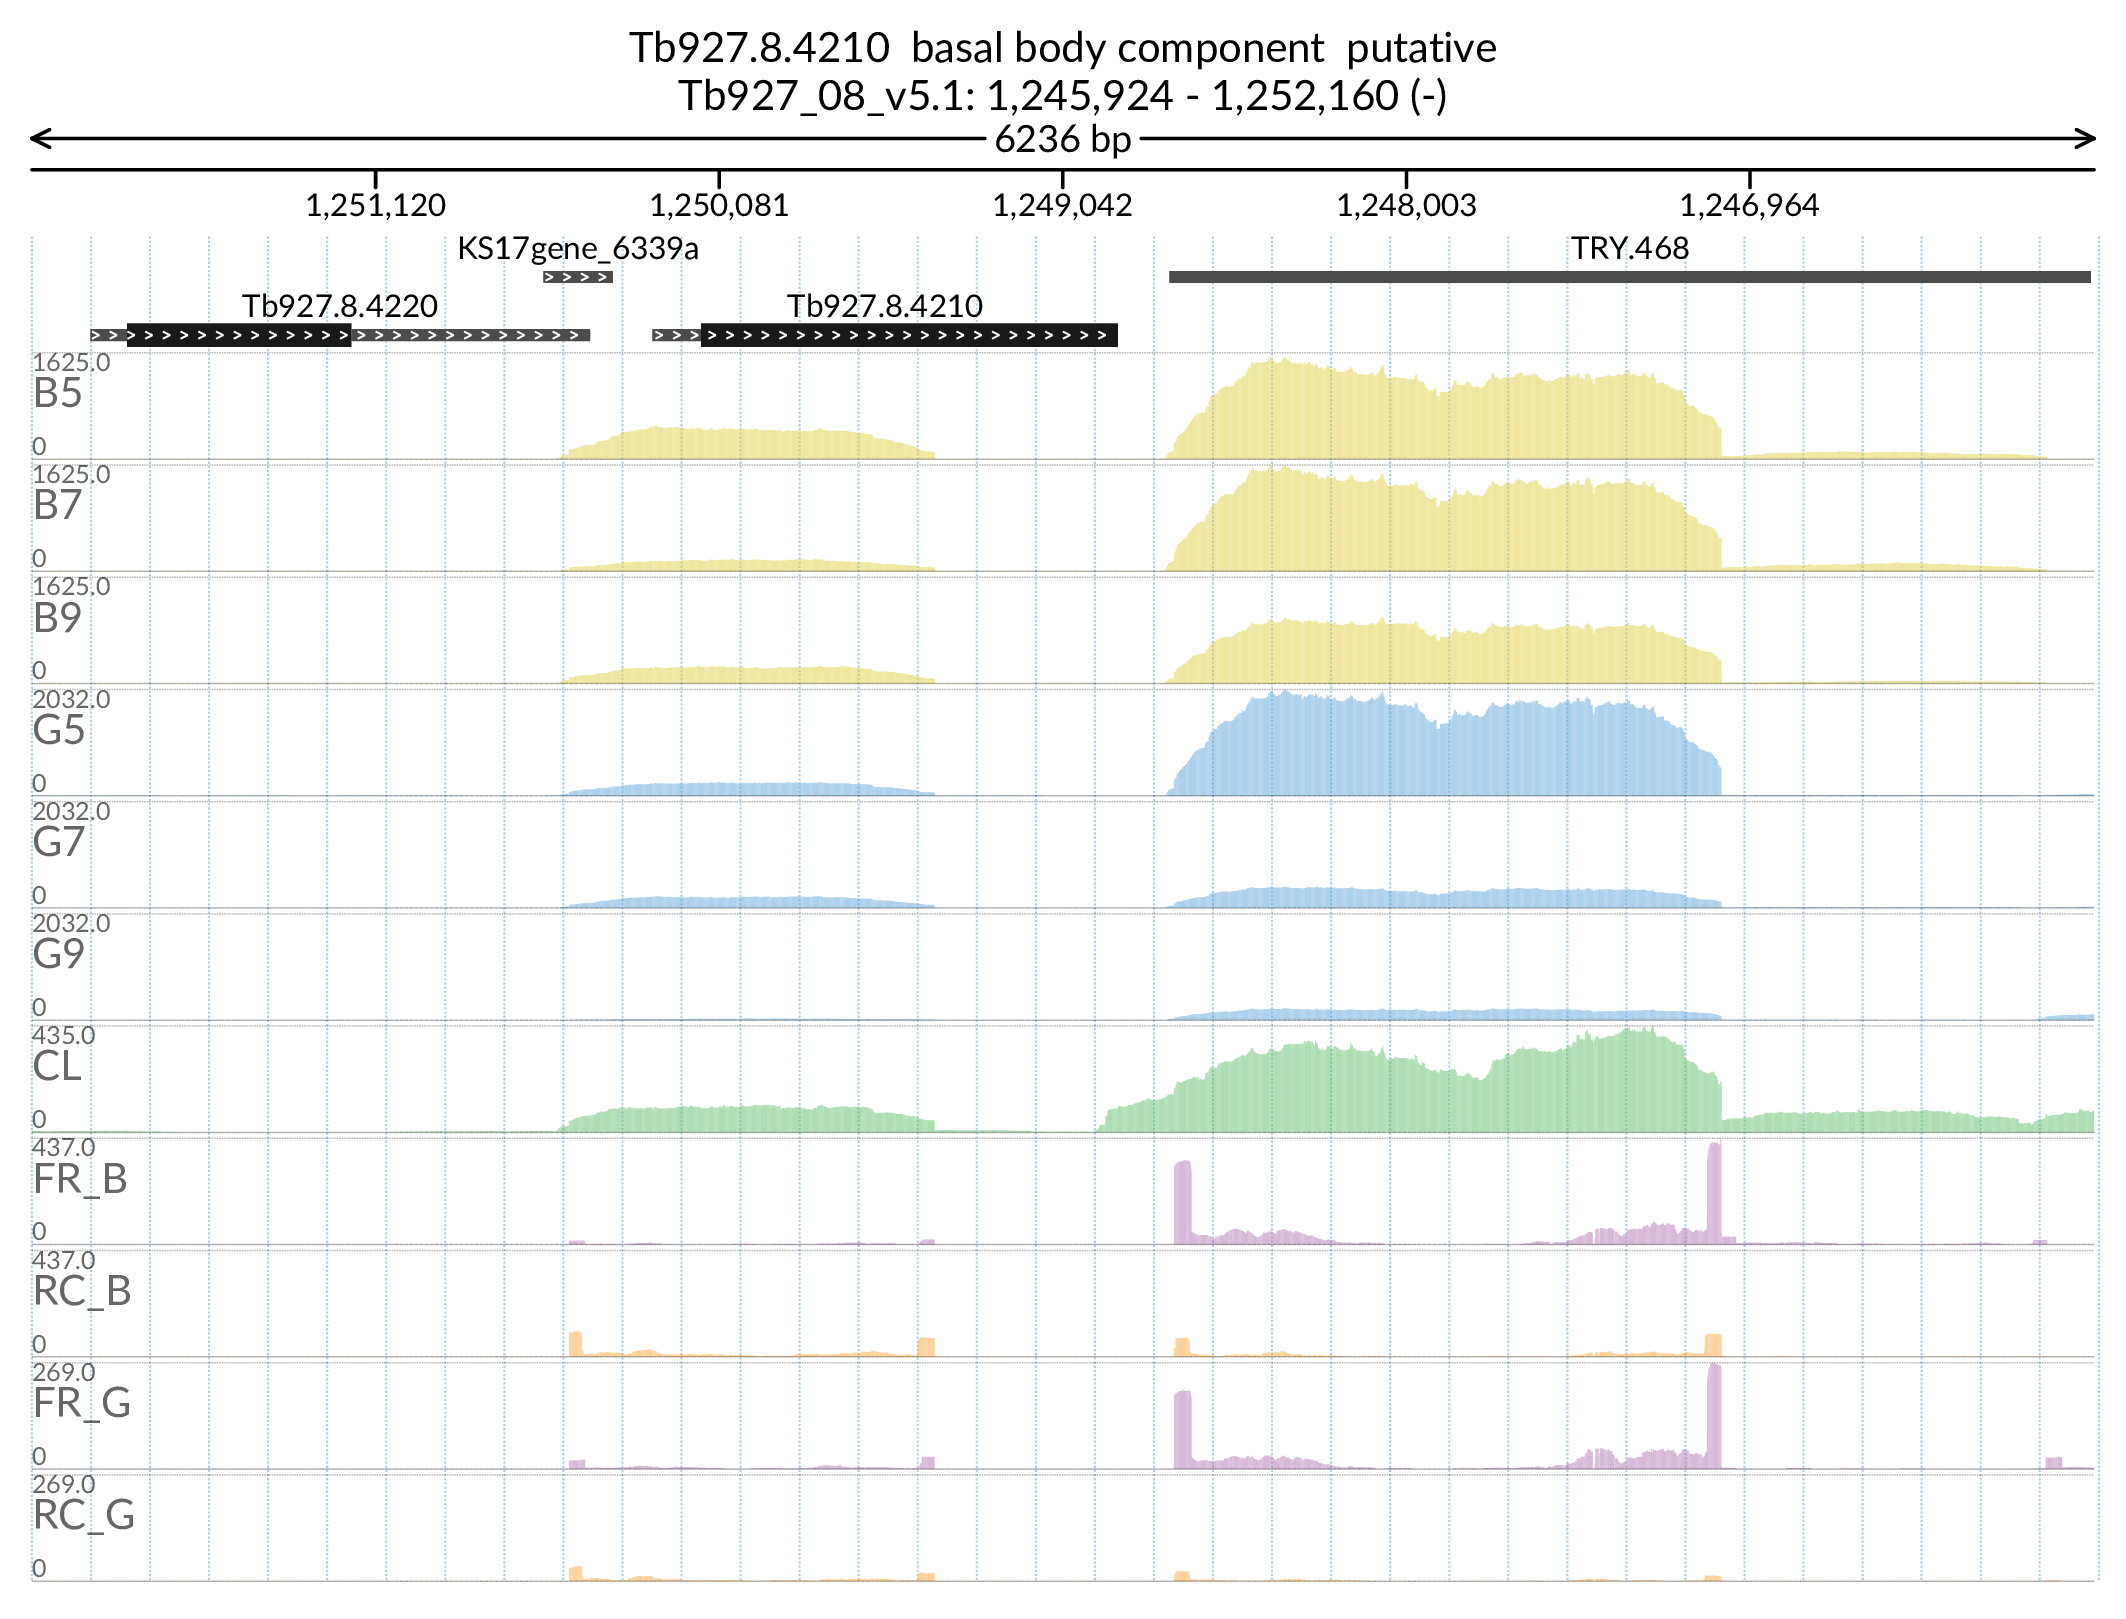 Tb927.8.4210  basal body component  putative
Tb927_08_v5.1: 1,245,924 - 1,252,160 (-)
6236 bp
1,251,120 1,250,081 1,249,042 1,248,003 1,246,964
KS17gene_6339a TRY.468
Tb927.8.4220 Tb927.8.4210
1625.0
B5
0
1625.0
B7
0
1625.0
B9
0
2032.0
G5
0
2032.0
G7
0
2032.0
G9
0
435.0
CL
0
437.0
FR_B
0
437.0
RC_B
0
269.0
FR_G
0
269.0
RC_G
0